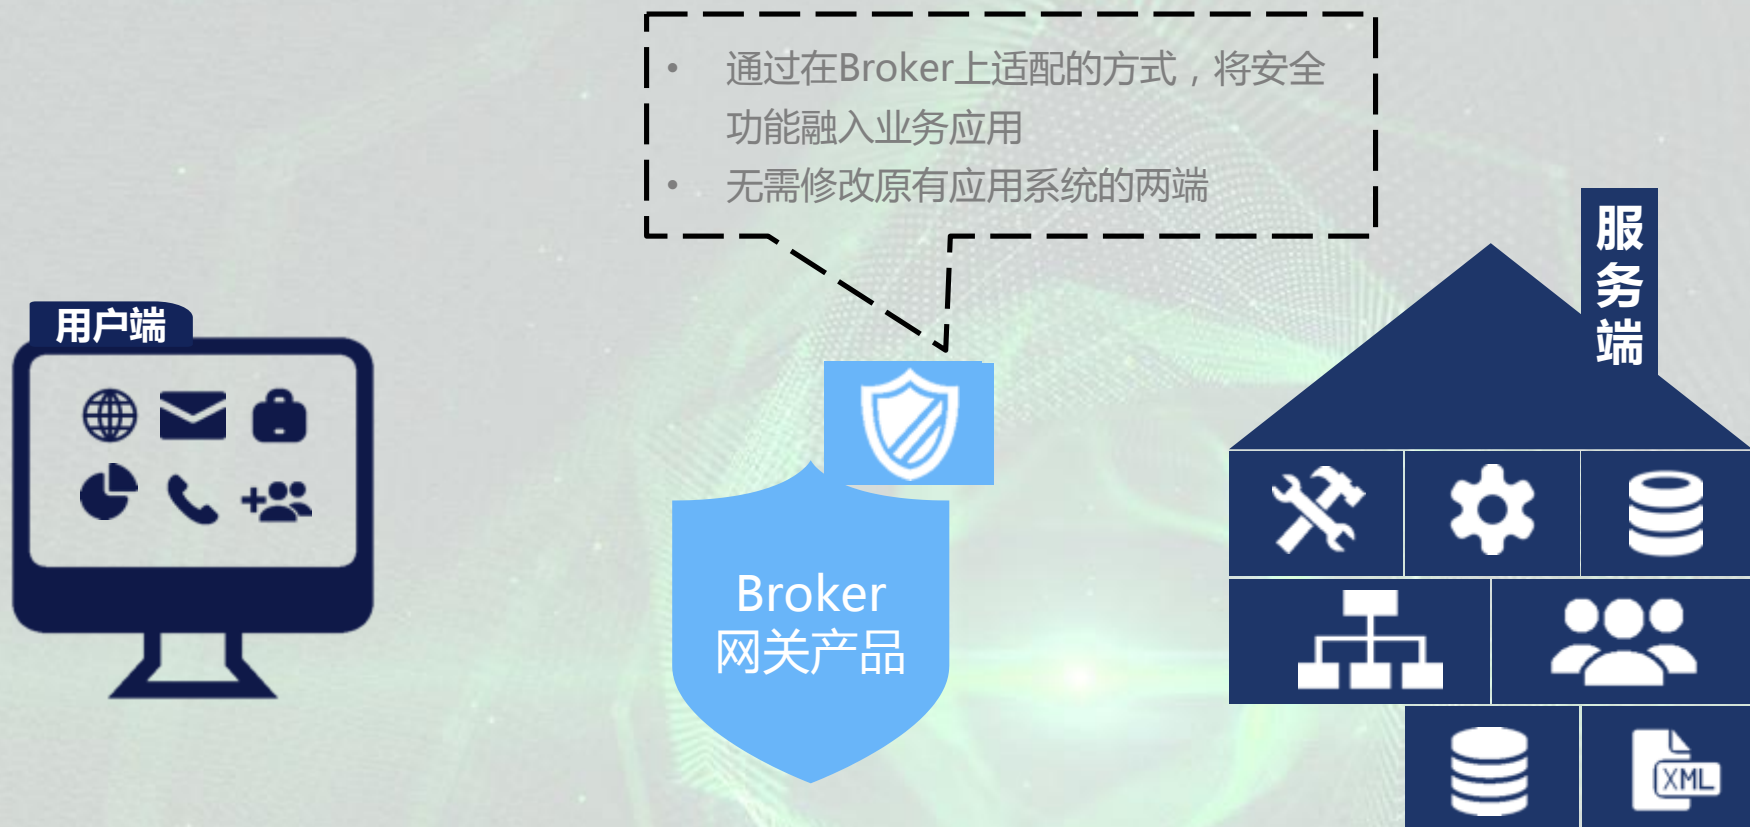 • 通过在Broker上适配的方式，将安全
功能融入业务应用
• 无需修改原有应用系统的两端
服务端
用户端
Broker
网关产品
XML